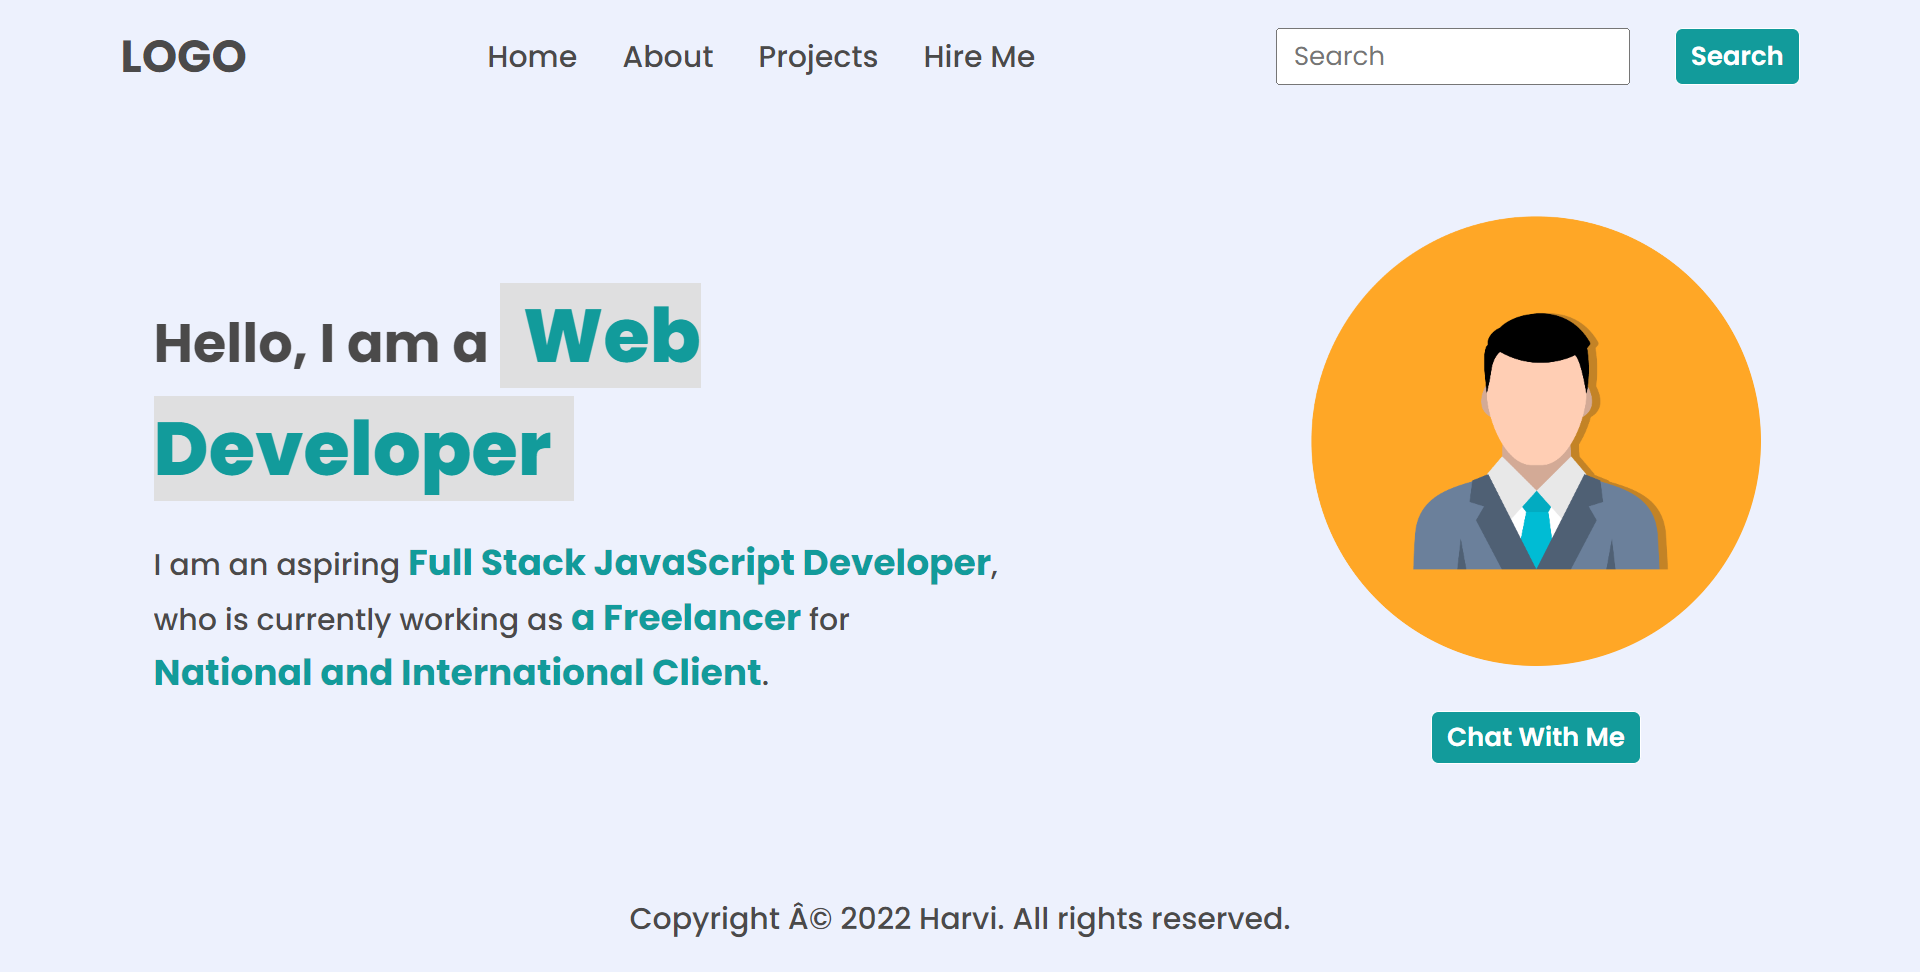 LOGO
Home About Projects Hire Me
Search
Search
Hello, I am a Web
Developer
I am an aspiring Full Stack JavaScript Developer,
who is currently working as a Freelancer for
National and International Client.
Chat With Me
Copyright Â© 2022 Harvi. All rights reserved.